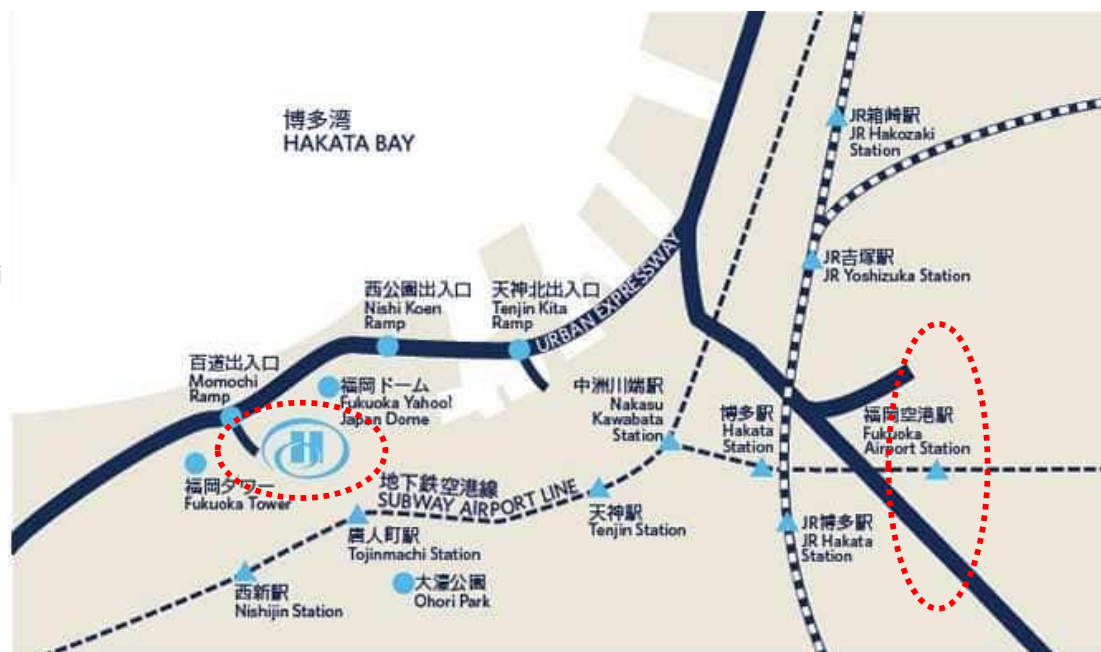 博多湾
HAKATA BAY
JR箱崎駅
JR Hakozaki
Station
JR吉塚駅
JR Yoshizuka Station
西公園出入口
Nishi Koen
Ramp
天神北出入口
Tenjin Kita
Ramp
URBAN EXPRESSWAY
百道出入口
Momochi
Ramp
福岡ドーム
Fukuoka Yahoo!
Japan Dome
中洲川端駅
Nakasu
Kawabata
Station
博多駅
Hakata
Station
福岡空港駅
Fukuoka
Airport Station
H
福岡タワー
Fukuoka Tower
地下鉄空港線
SUBWAY AIRPORT LINE
唐人町駅
Tojinmachi Station
天神駅
Tenjin Station
JR博多駅
JR Hakata
Station
西新駅
Nishijin Station
大濠公園
Ohori Park